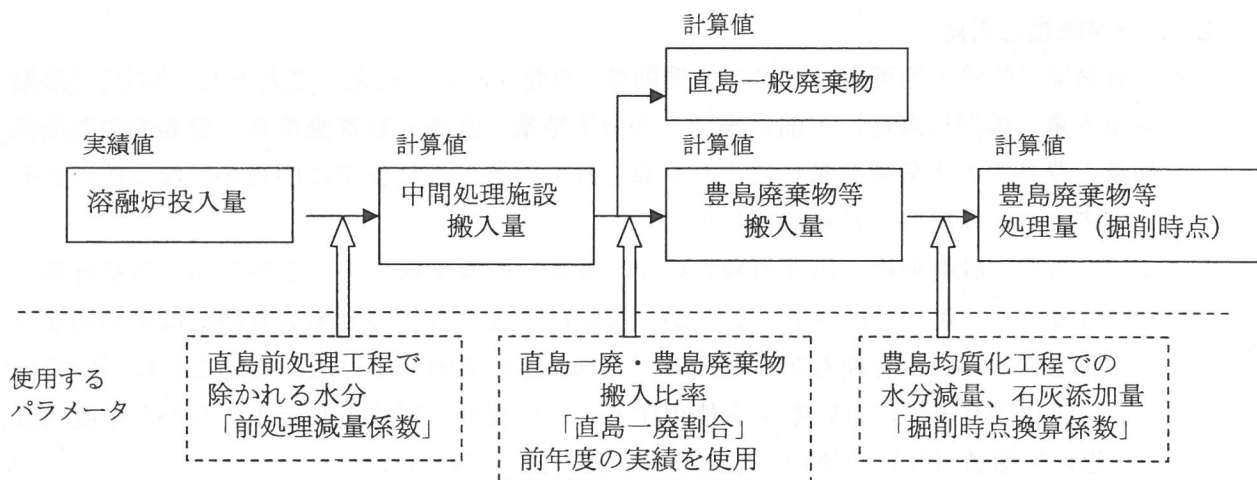 計算値
直島一般廃棄物
実績値
溶融炉投入量
計算値
中間処理施設
搬入量
計算値
豊島廃棄物等
搬入量
計算値
豊島廃棄物等
処理量（掘削時点）
使用する
パラメータ
直島前処理工程で
除かれる水分
「前処理減量係数」
直島一廃・豊島廃棄物
搬入比率
「直島一廃割合」
前年度の実績を使用
豊島均質化工程での
水分減量、石灰添加量
「掘削時点換算係数」